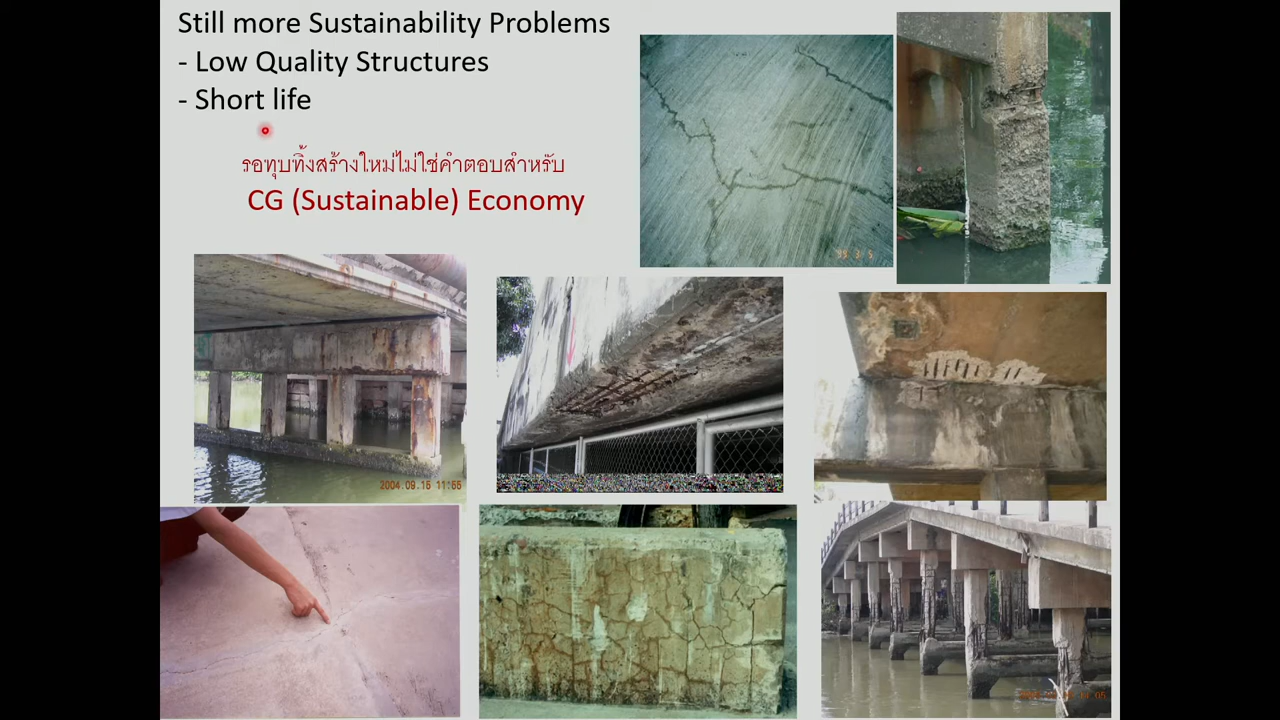 Still more Sustainability Problems
- Low Quality Structures
- Short life
รอทุบทิ้งสร้างใหม่ไม่ใช่คำตอบสำหรับ
CG (Sustainable) Economy
2004.09.15 11:55